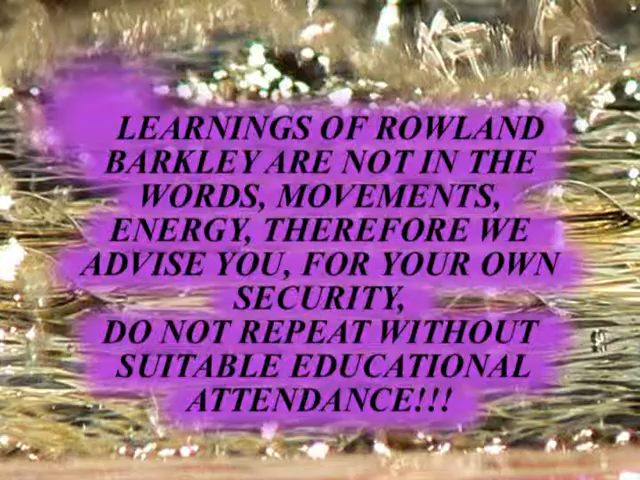 LEARNINGS OF ROWLAND
BARKLEY ARE NOT IN THE
WORDS, MOVEMENTS,
ENERGY, THEREFORE WE
ADVISE YOU, FOR YOUR OWN
SECURITY,
DO NOT REPEAT WITHOUT
SUITABLE EDUCATIONAL
ATTENDANCE!!!